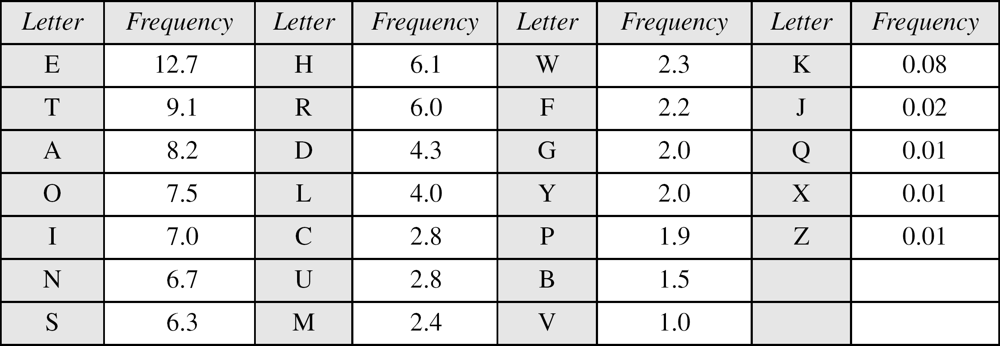 Letter Frequency Letter Frequency Letter Frequency Letter Frequency
E 12.7 H 6.1 W 2.3 K 0.08
T 9.1 R 6.0 F 2.2 J 0.02
A 8.2 D 4.3 G 2.0 Q 0.01
O 7.5 L 4.0 Y 2.0 X 0.01
I 7.0 C 2.8 P 1.9 Z 0.01
N 6.7 U 2.8 B 1.5
S 6.3 M 2.4 V 1.0